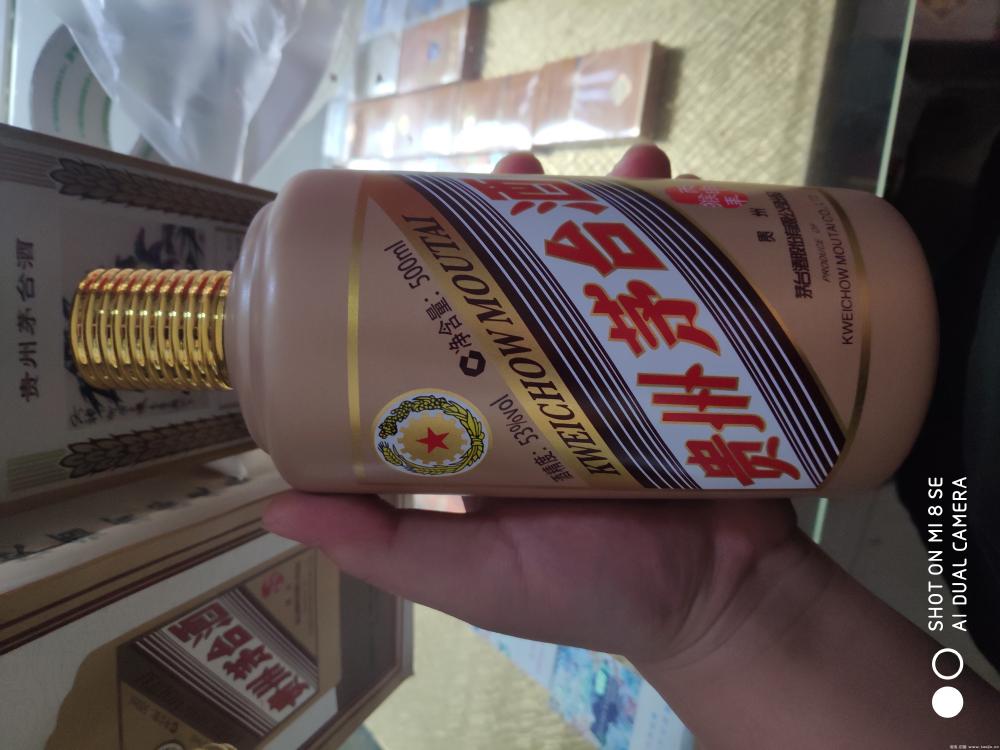 净含量：500ml
酒精度：53%vol
KWEICHOW MOUTAI
贵州茅台酒
贵州
茅台酒股份有限公司出品
PRODUCE OF
KWEICHOW MOUTAI CO., LTD
贵州茅台酒
贵州茅台酒
SHOT ON MI 8 SE
AI DUAL CAMERA